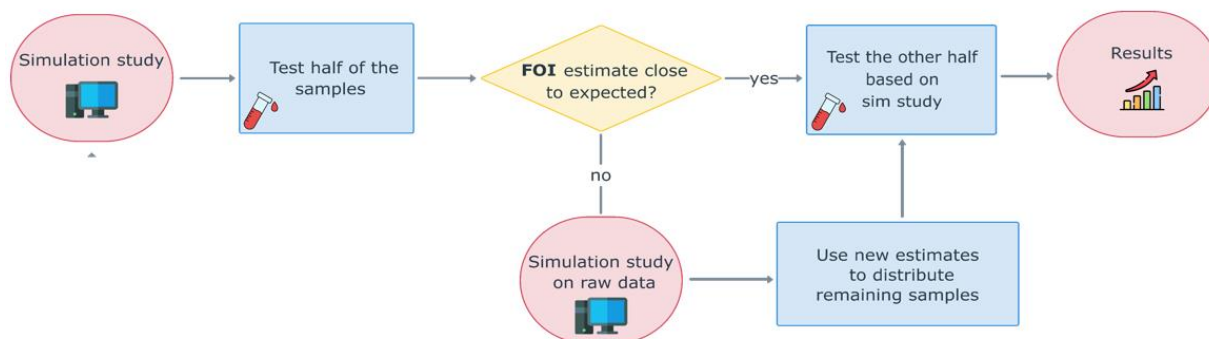 Simulation study
Test half of the
samples
FOI estimate close
to expected?
yes
Test the other half
based on
sim study
Results
no
Simulation study
on raw data
Use new estimates
to distribute
remaining samples